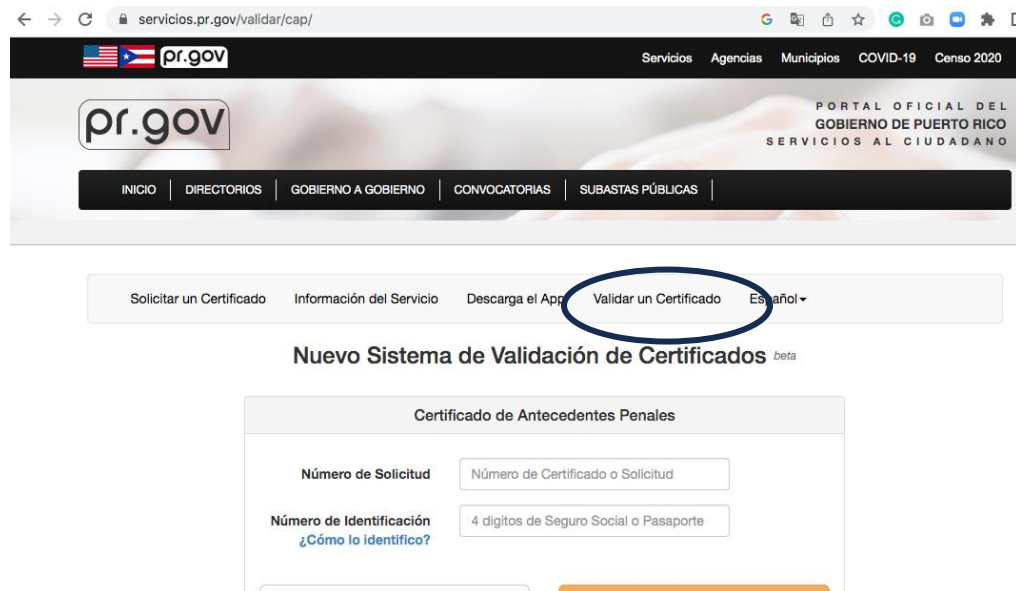 servicios.pr.gov/validar/cap/
pr.gov
Servicios Agencias Municipios COVID-19 Censo 2020
pr.gov
PORTAL OFICIAL DEL
GOBIERNO DE PUERTO RICO
SERVICIOS AL CIUDADANO
INICIO DIRECTORIOS GOBIERNO A GOBIERNO CONVOCATORIAS SUBASTAS PÚBLICAS
Solicitar un Certificado Información del Servicio Descarga el App Validar un Certificado Español
Nuevo Sistema de Validación de Certificados beta
Certificado de Antecedentes Penales
Número de Solicitud Número de Certificado o Solicitud
Número de Identificación 4 digitos de Seguro Social o Pasaporte
¿Cómo lo identifico?